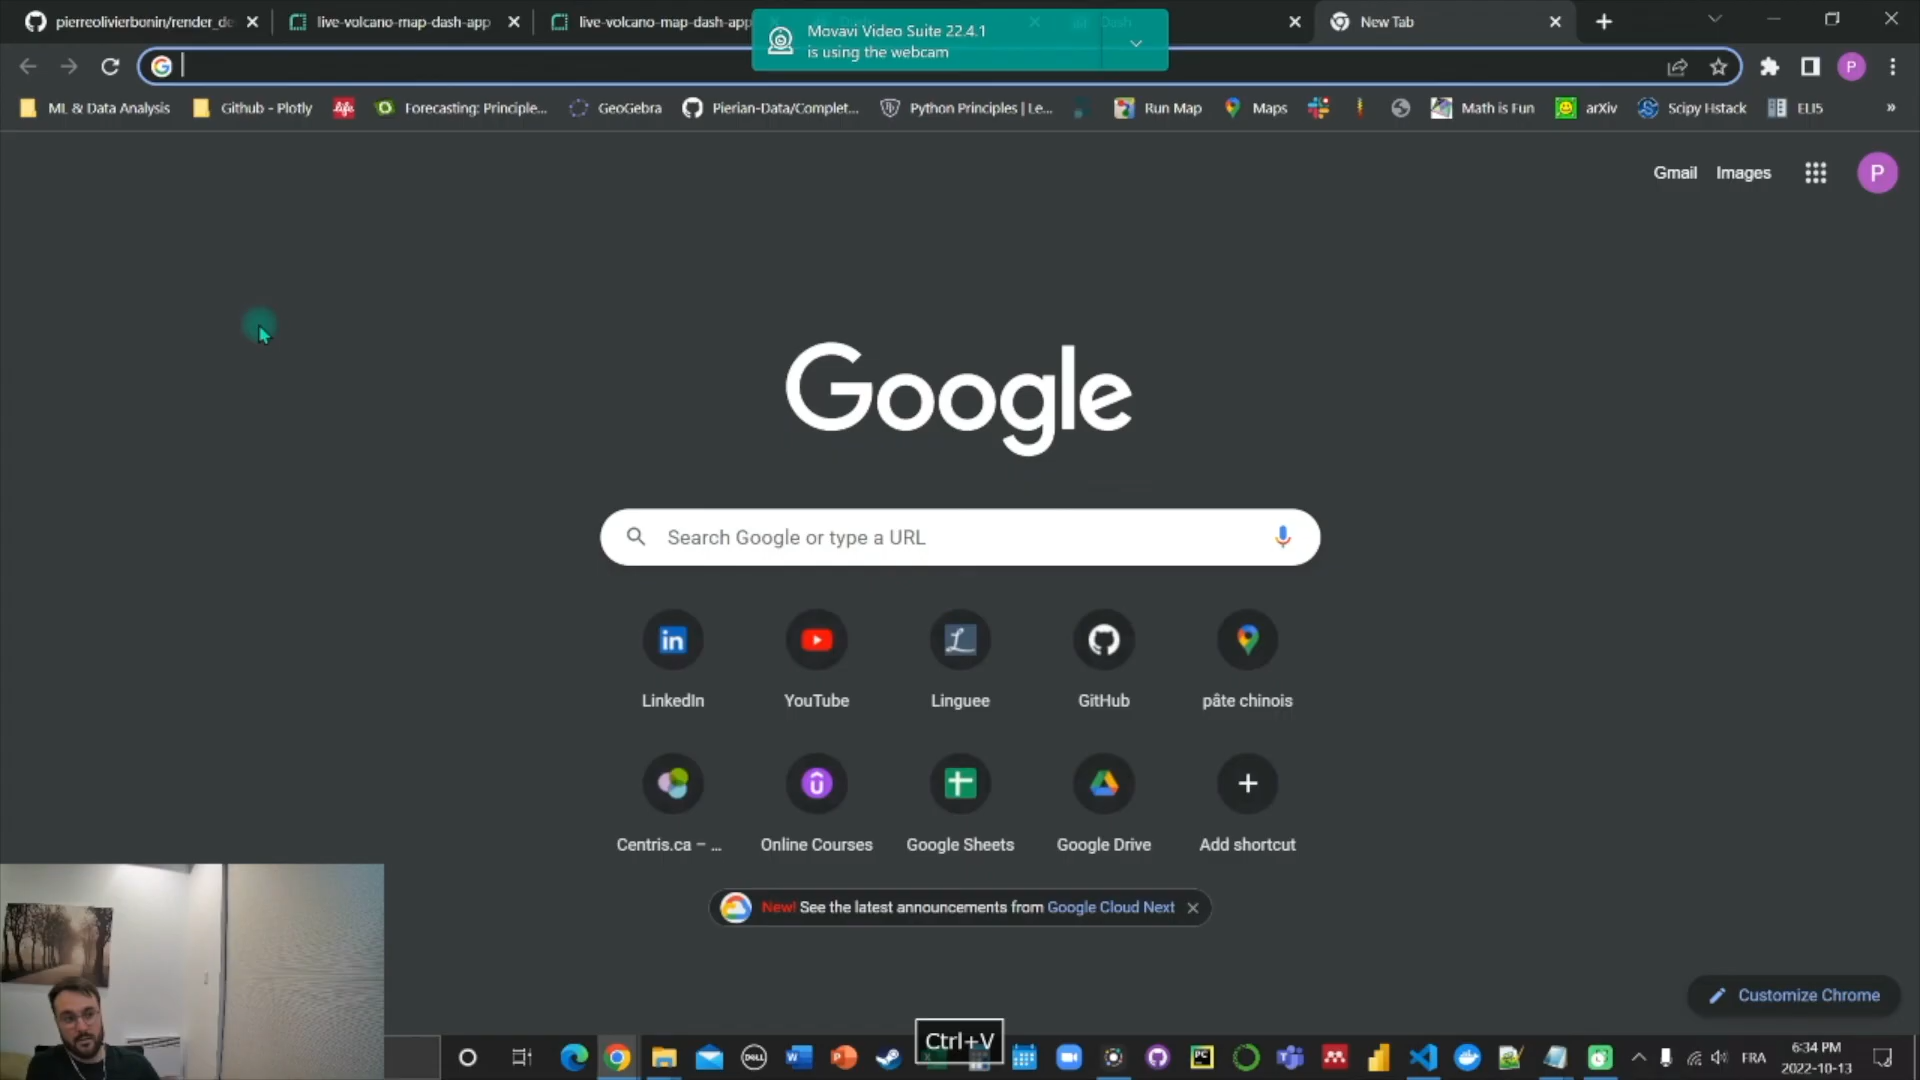 pierreolivierbonin/render_de
live-volcano-map-dash-app
live-volcano-map-dash-app
Dash
New Tab
Movavi Video Suite 22.4.1
is using the webcam
P
ML & Data Analysis
Github - Plotly
life
Forecasting: Principle...
GeoGebra
Pierian-Data/Complet...
Python Principles | Le...
Run Map
Maps
Math is Fun
arXiv
Scipy Hstack
ELI5
»
Gmail
Images
P
Google
Search Google or type a URL
LinkedIn
YouTube
Linguee
GitHub
pâte chinois
Centris.ca – ...
Online Courses
Google Sheets
Google Drive
Add shortcut
New! See the latest announcements from Google Cloud Next
Customize Chrome
Ctrl+V
FRA
6:34 PM
2022-10-13